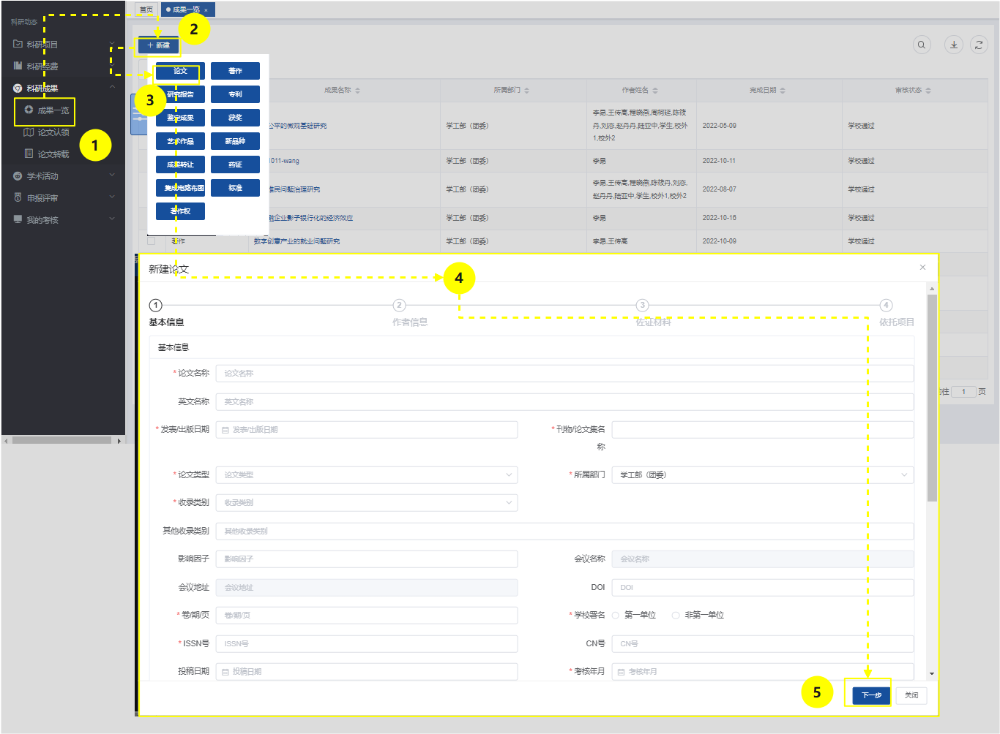 科研动态
科研项目
科研经费
科研成果
成果一览
论文认领
论文转载
学术活动
申报评审
我的考核
1
首页
成果一览 ×
2
+ 新建
3
论文 著作
研究报告 专利
鉴定成果 获奖
艺术作品 新品种
成果转让 药证
集成电路布图 标准
著作权
成果名称 所属部门 作者姓名 完成日期 审核状态
公平的微观基础研究 学工部（团委） 李昂,王传高,程晓燕,周柯延,陈筱丹,刘恋,赵丹丹,陆亚中,学生,校外1,校外2 2022-05-09 学校通过
1011-wang 学工部（团委） 李昂 2022-10-11 学校通过
难民问题治理研究 学工部（团委） 李昂,王传高,程晓燕,陈筱丹,刘恋,赵丹丹,陆亚中,学生,校外1,校外2 2022-08-07 学校通过
融企业影子银行化的经济效应 学工部（团委） 李昂 2022-10-16 学校通过
著作 数字创意产业的就业问题研究 学工部（团委） 李昂,王传高 2022-10-09 学校通过
前往 1 页
新建论文 ×
4
1 2 3 4
基本信息 作者信息 佐证材料 依托项目
基本信息
* 论文名称 论文名称
英文名称 英文名称
* 发表/出版日期 发表/出版日期 * 刊物/论文集名称
* 论文类型 论文类型 * 所属部门 学工部（团委）
* 收录类别 收录类别
其他收录类别 其他收录类别
影响因子 影响因子 会议名称 会议名称
会议地址 会议地址 DOI DOI
* 卷/期/页 卷/期/页 * 学校署名 第一单位 非第一单位
* ISSN号 ISSN号 CN号 CN号
投稿日期 投稿日期 * 考核年月 考核年月
5
下一步 关闭